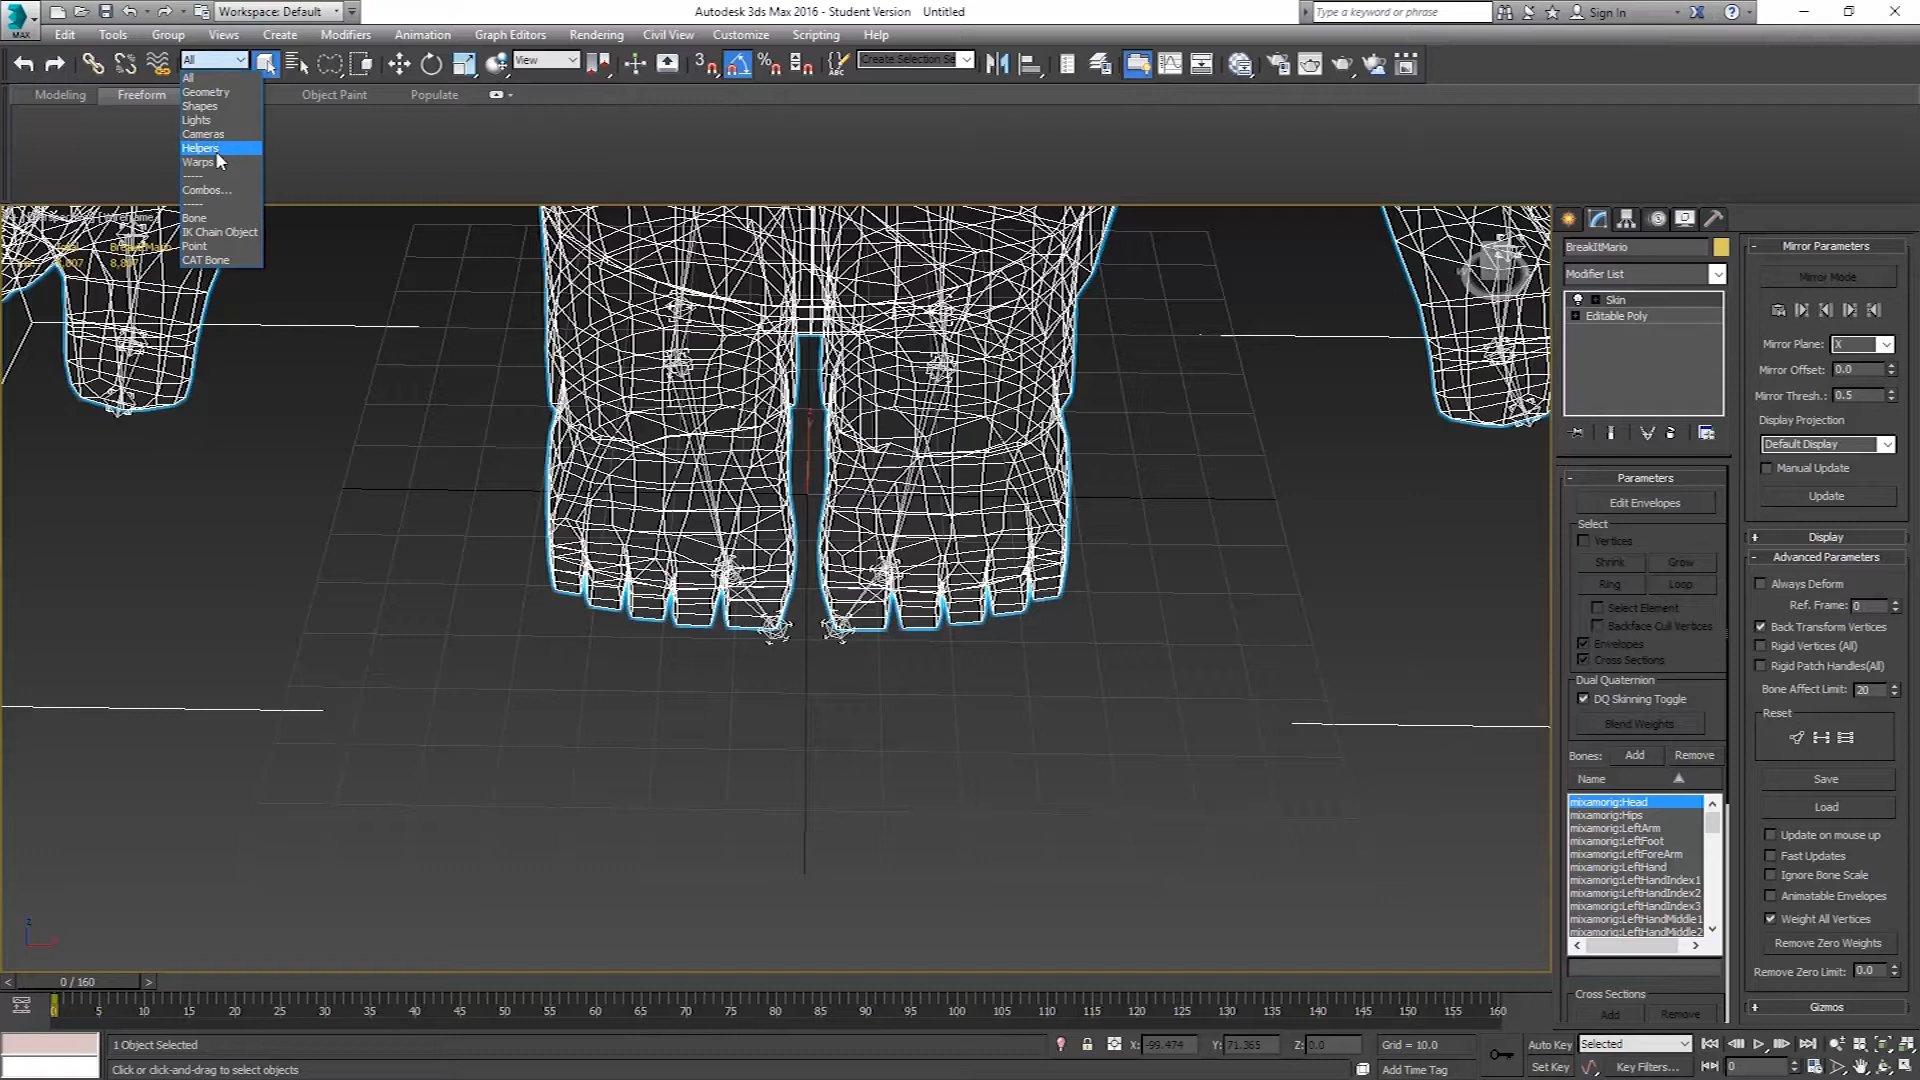 Workspace: Default
Autodesk 3ds Max 2016 - Student Version    Untitled
Type a keyword or phrase
Sign In
MAX
Edit Tools Group Views Create Modifiers Animation Graph Editors Rendering Civil View Customize Scripting Help
All
View
Create Selection Se
Modeling Freeform Object Paint Populate
All
Geometry
Shapes
Lights
Cameras
Helpers
Warps
-----
Combos...
-----
Bone
IK Chain Object
Point
CAT Bone
BreakItMario
Modifier List
Skin
Editable Poly
Parameters
Edit Envelopes
Select
Vertices
Shrink Grow
Ring Loop
Select Element
Backface Cull Vertices
Envelopes
Cross Sections
Dual Quaternion
DQ Skinning Toggle
Blend Weights
Bones: Add Remove
Name
mixamorig:Head
mixamorig:Hips
mixamorig:LeftArm
mixamorig:LeftFoot
mixamorig:LeftForeArm
mixamorig:LeftHand
mixamorig:LeftHandIndex1
mixamorig:LeftHandIndex2
mixamorig:LeftHandIndex3
mixamorig:LeftHandMiddle1
mixamorig:LeftHandMiddle2
Cross Sections
Add Remove
Mirror Parameters
Mirror Mode
Mirror Plane: X
Mirror Offset: 0.0
Mirror Thresh.: 0.5
Display Projection
Default Display
Manual Update
Update
Display
Advanced Parameters
Always Deform
Ref. Frame: 0
Back Transform Vertices
Rigid Vertices (All)
Rigid Patch Handles(All)
Bone Affect Limit: 20
Reset
Save
Load
Update on mouse up
Fast Updates
Ignore Bone Scale
Animatable Envelopes
Weight All Vertices
Remove Zero Weights
Remove Zero Limit: 0.0
Gizmos
< 0 / 160 >
0 5 10 15 20 25 30 35 40 45 50 55 60 65 70 75 80 85 90 95 100 105 110 115 120 125 130 135 140 145 150 155 160
1 Object Selected
X: -99.474 Y: 71.365 Z: 0.0 Grid = 10.0
Auto Key Selected
Click or click-and-drag to select objects
Add Time Tag
Set Key Key Filters... 0